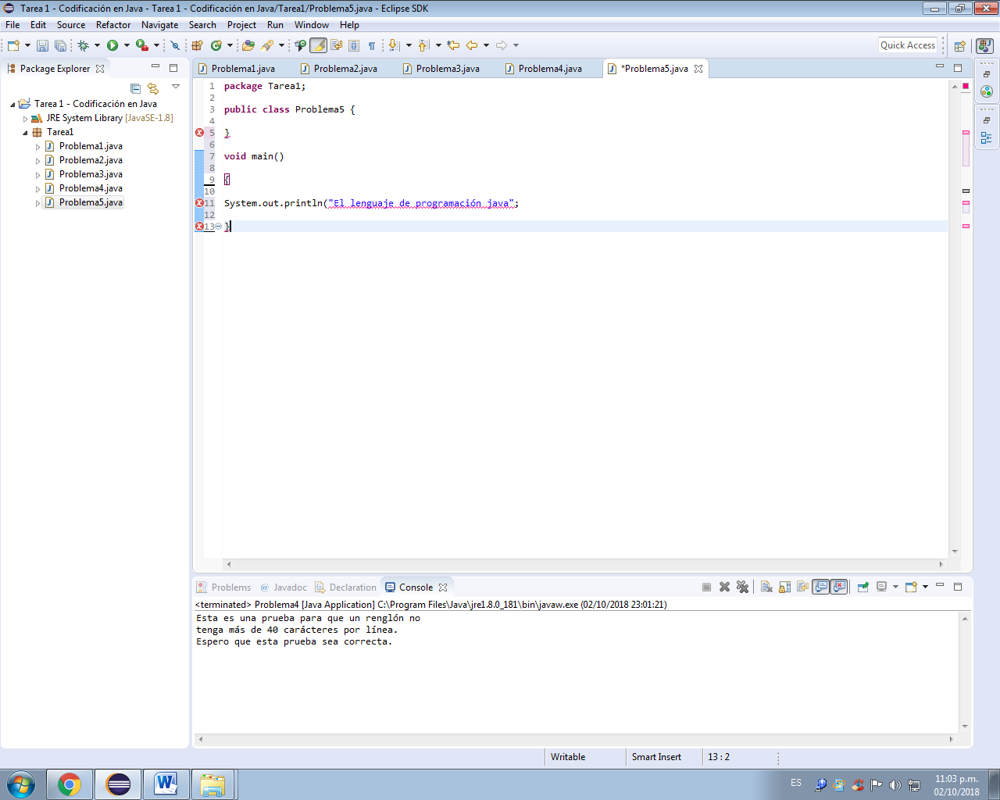 Tarea 1 - Codificación en Java - Tarea 1 - Codificación en Java/Tarea1/Problema5.java - Eclipse SDK
File Edit Source Refactor Navigate Search Project Run Window Help
Quick Access
Package Explorer
Tarea 1 - Codificación en Java
JRE System Library [JavaSE-1.8]
Tarea1
Problema1.java
Problema2.java
Problema3.java
Problema4.java
Problema5.java
Problema1.java Problema2.java Problema3.java Problema4.java *Problema5.java
1 package Tarea1;
2
3 public class Problema5 {
4
5 }
6
7 void main()
8
9 {
10
11 System.out.println("El lenguaje de programación java";
12
13 }
Problems @ Javadoc Declaration Console
<terminated> Problema4 [Java Application] C:\Program Files\Java\jre1.8.0_181\bin\javaw.exe (02/10/2018 23:01:21)
Esta es una prueba para que un renglón no
tenga más de 40 carácteres por línea.
Espero que esta prueba sea correcta.
Writable Smart Insert 13 : 2
ES 11:03 p.m.
02/10/2018